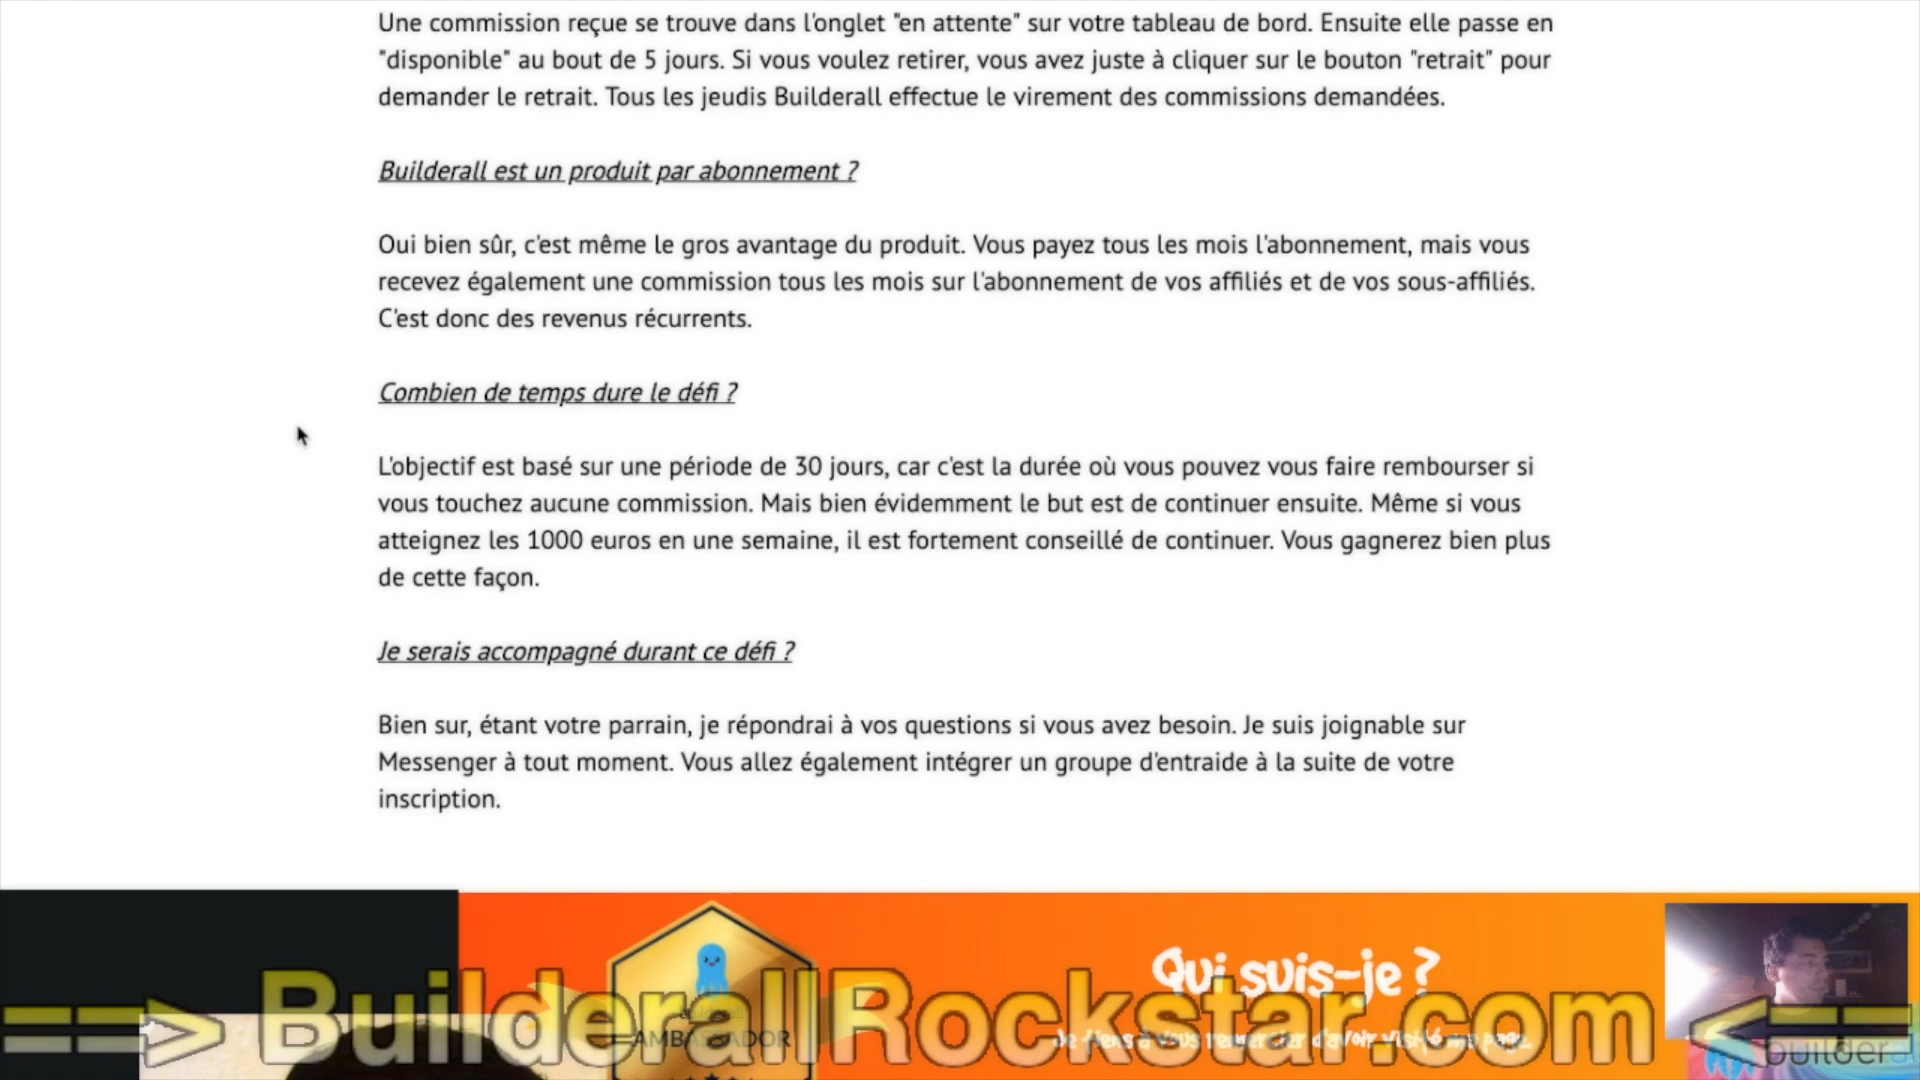 Une commission reçue se trouve dans l'onglet "en attente" sur votre tableau de bord. Ensuite elle passe en
"disponible" au bout de 5 jours. Si vous voulez retirer, vous avez juste à cliquer sur le bouton "retrait" pour
demander le retrait. Tous les jeudis Builderall effectue le virement des commissions demandées.
Builderall est un produit par abonnement ?
Oui bien sûr, c'est même le gros avantage du produit. Vous payez tous les mois l'abonnement, mais vous
recevez également une commission tous les mois sur l'abonnement de vos affiliés et de vos sous-affiliés.
C'est donc des revenus récurrents.
Combien de temps dure le défi ?
L'objectif est basé sur une période de 30 jours, car c'est la durée où vous pouvez vous faire rembourser si
vous touchez aucune commission. Mais bien évidemment le but est de continuer ensuite. Même si vous
atteignez les 1000 euros en une semaine, il est fortement conseillé de continuer. Vous gagnerez bien plus
de cette façon.
Je serais accompagné durant ce défi ?
Bien sur, étant votre parrain, je répondrai à vos questions si vous avez besoin. Je suis joignable sur
Messenger à tout moment. Vous allez également intégrer un groupe d'entraide à la suite de votre
inscription.
Qui suis-je ?
==> BuilderallRockstar.com <==
AMBASSADOR
Je tiens à vous remercier d'avoir visité ma page.
builderal